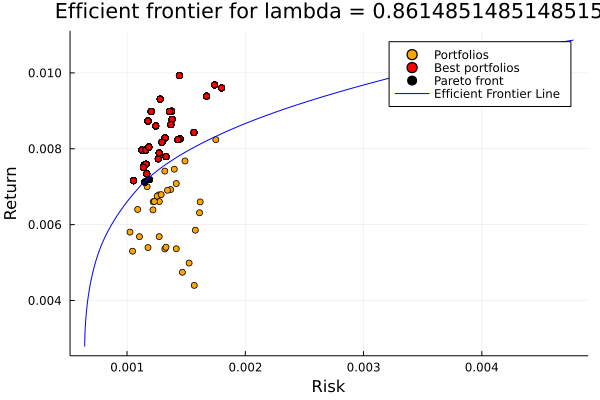 Efficient frontier for lambda = 0.8614851485148515
Return
0.010
0.008
0.006
0.004
Portfolios
Best portfolios
Pareto front
Efficient Frontier Line
0.001
0.002
0.003
0.004
Risk